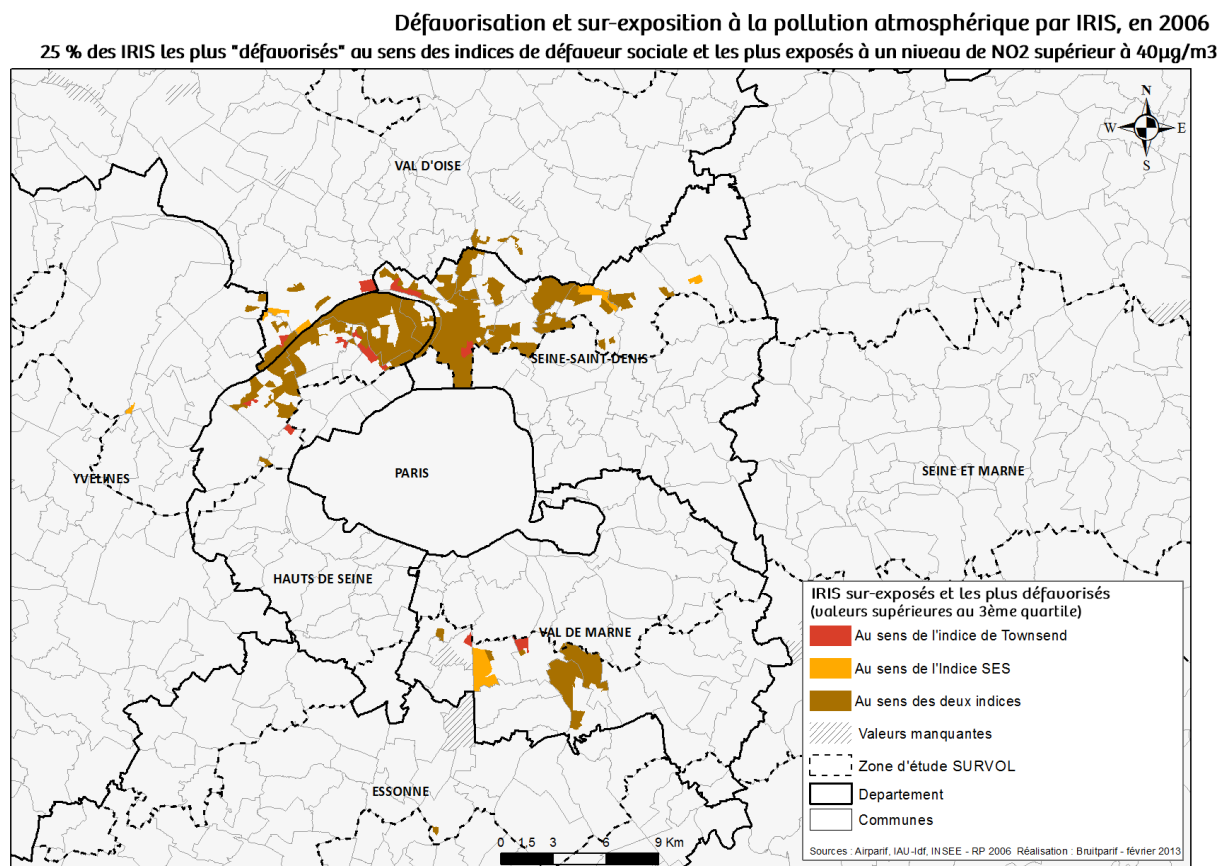 Défavorisation et sur-exposition à la pollution atmosphérique par IRIS, en 2006
25 % des IRIS les plus "défavorisés" au sens des indices de défaveur sociale et les plus exposés à un niveau de NO2 supérieur à 40µg/m3
N
W E
S
VAL D'OISE
SEINE-SAINT-DENIS
PARIS
YVELINES
SEINE ET MARNE
HAUTS DE SEINE
VAL DE MARNE
ESSONNE
IRIS sur-exposés et les plus défavorisés
(valeurs supérieures au 3ème quartile)
Au sens de l'indice de Townsend
Au sens de l'Indice SES
Au sens des deux indices
Valeurs manquantes
Zone d'étude SURVOL
Departement
Communes
0 1,5 3 6 9 Km
Sources : Airparif, IAU-Idf, INSEE - RP 2006 Réalisation : Bruitparif - février 2013